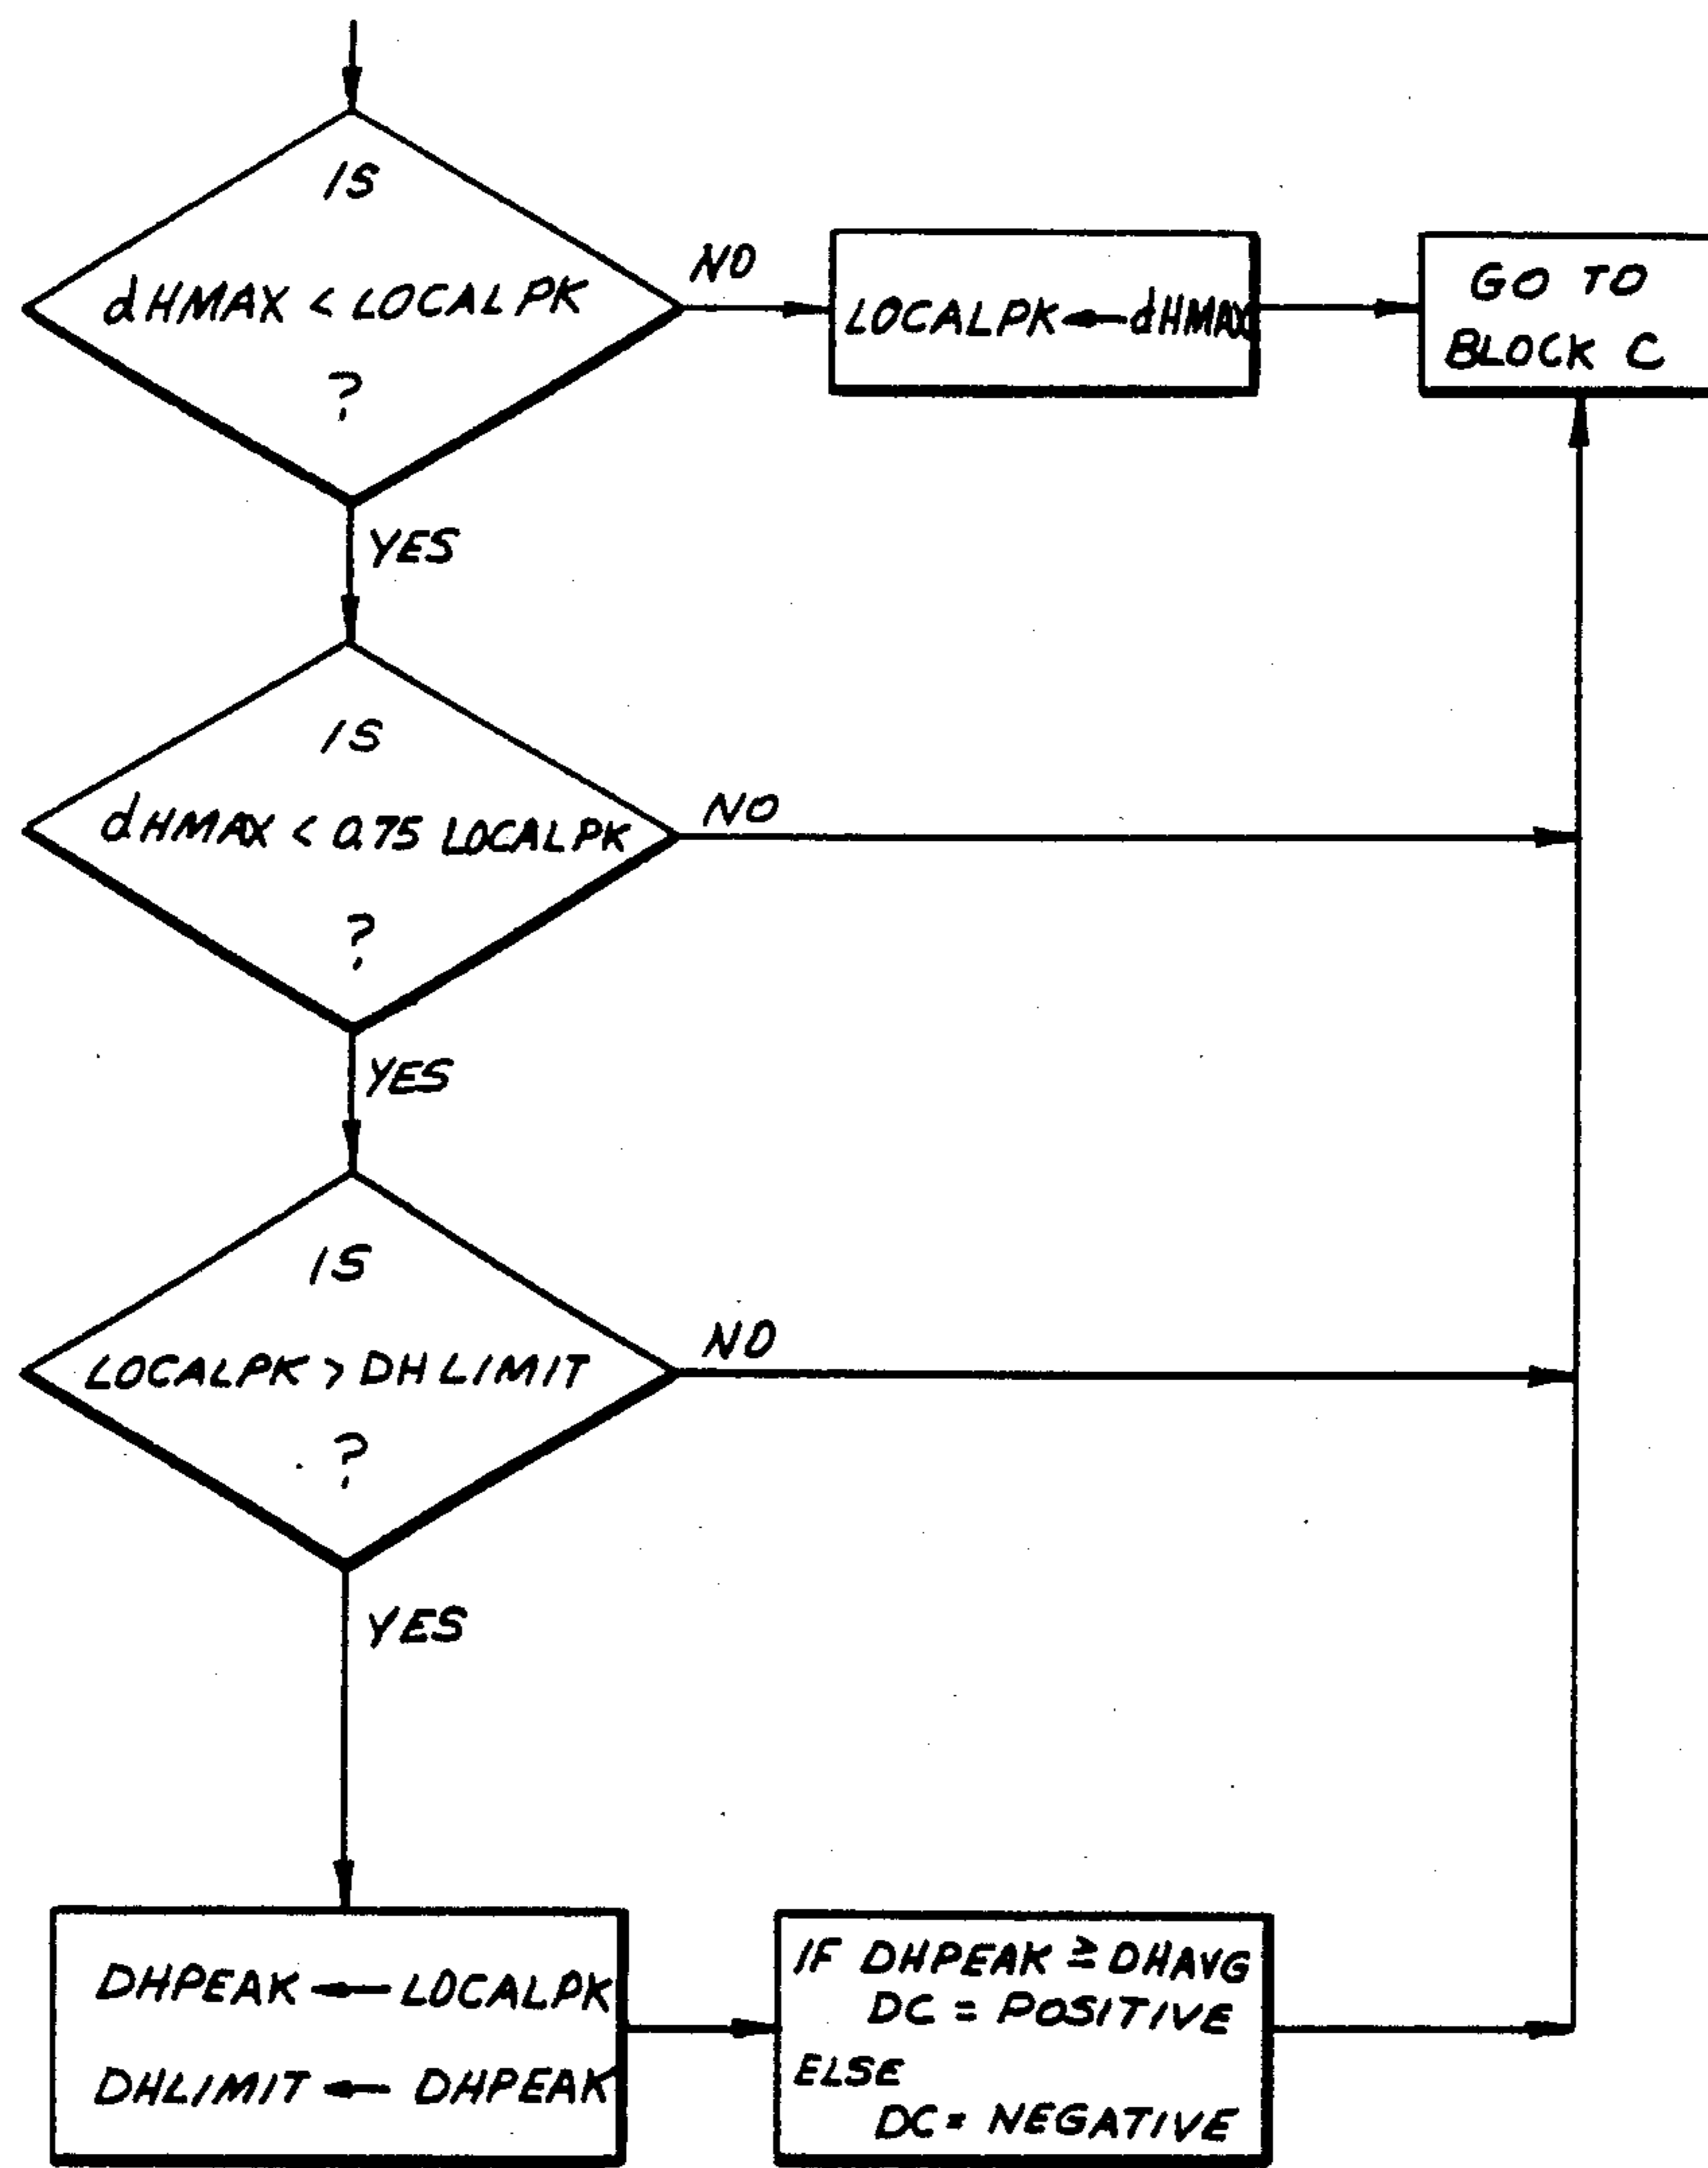 IS
dHMAX < LOCALPK
?
NO
LOCALPK ← dHMAX
GO TO
BLOCK C
YES
IS
dHMAX < 0.75 LOCALPK
?
NO
YES
IS
LOCALPK > DHLIMIT
?
NO
YES
DHPEAK ← LOCALPK
DHLIMIT ← DHPEAK
IF DHPEAK ≥ DHAVG
DC = POSITIVE
ELSE
DC = NEGATIVE